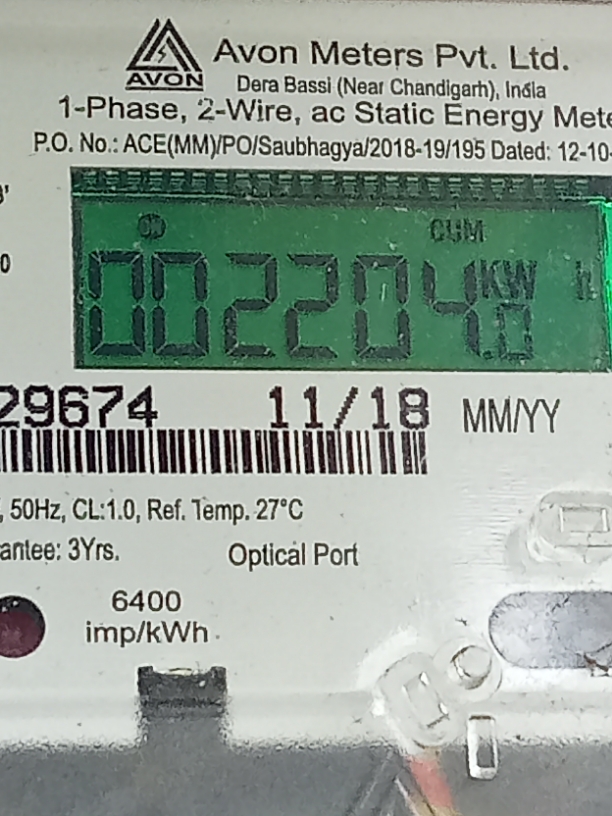 AVON
Avon Meters Pvt. Ltd.
Dera Bassi (Near Chandigarh), India
1-Phase, 2-Wire, ac Static Energy Mete
P.O. No.: ACE(MM)/PO/Saubhagya/2018-19/195 Dated: 12-10-
CUM
002204.0 KW h
29674 11/18 MM/YY
, 50Hz, CL:1.0, Ref. Temp. 27°C
antee: 3Yrs. Optical Port
6400
imp/kWh